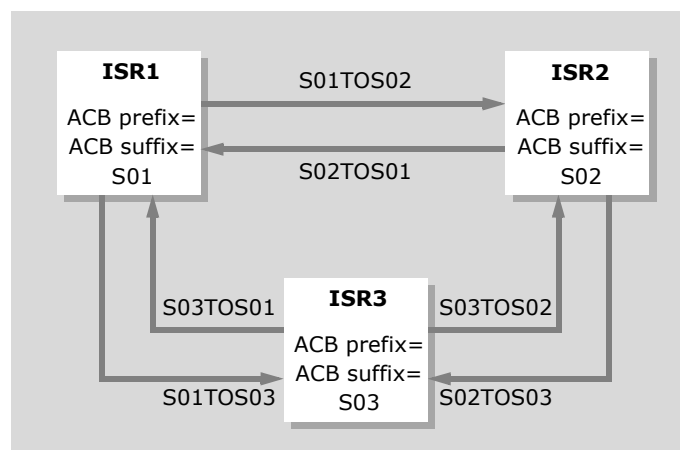 ISR1
ACB prefix=
ACB suffix=
S01
S01TOS02
S02TOS01
ISR2
ACB prefix=
ACB suffix=
S02
S03TOS01
S01TOS03
ISR3
ACB prefix=
ACB suffix=
S03
S03TOS02
S02TOS03